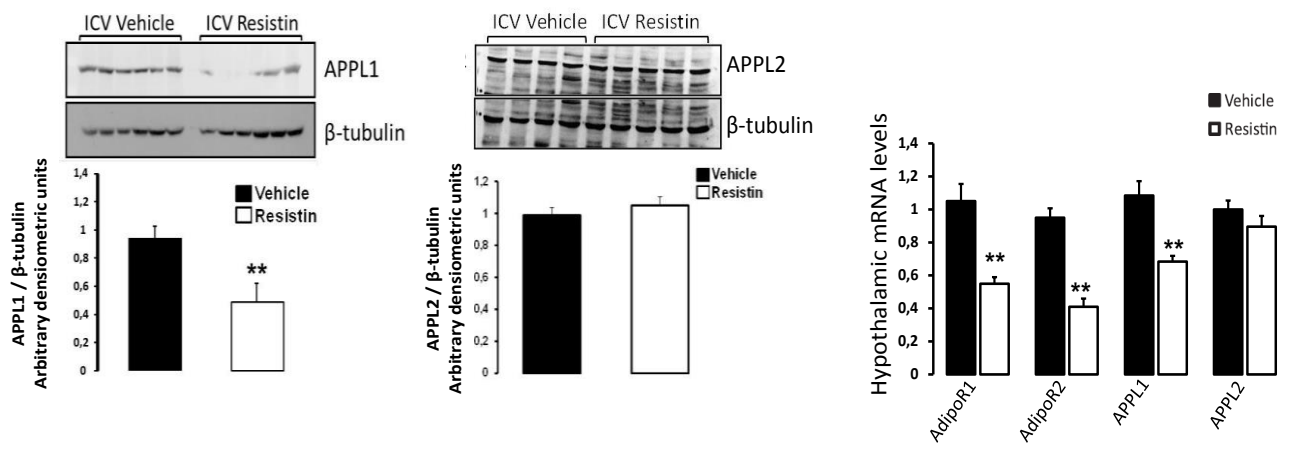 ICV Vehicle ICV Resistin
APPL1
β-tubulin
APPL1 / β-tubulin
Arbitrary densiometric units
1,4
1,2
1
0,8
0,6
0,4
0,2
0
Vehicle
Resistin
**
ICV Vehicle ICV Resistin
APPL2
β-tubulin
APPL2 / β-tubulin
Arbitrary densiometric units
1,2
1
0,8
0,6
0,4
0,2
0
Vehicle
Resistin
Vehicle
Resistin
Hypothalamic mRNA levels
1,4
1,2
1
0,8
0,6
0,4
0,2
0
**
**
**
AdipoR1
AdipoR2
APPL1
APPL2